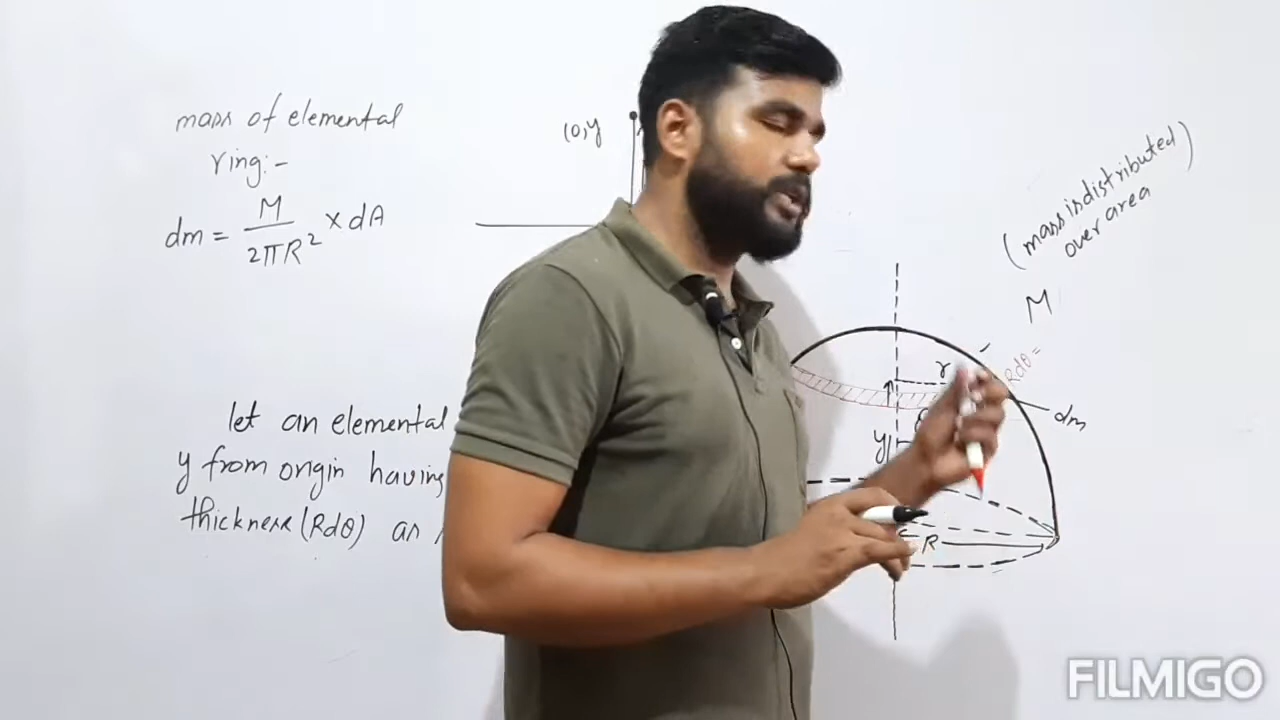 mass of elemental
ring:-
dm = M/2πR² × dA
(0,y
let an elemental
y from origin having
thickness(Rdθ) as
(mass is distributed
over area)
M
Rdθ =
r
dm
y
R
FILMIGO